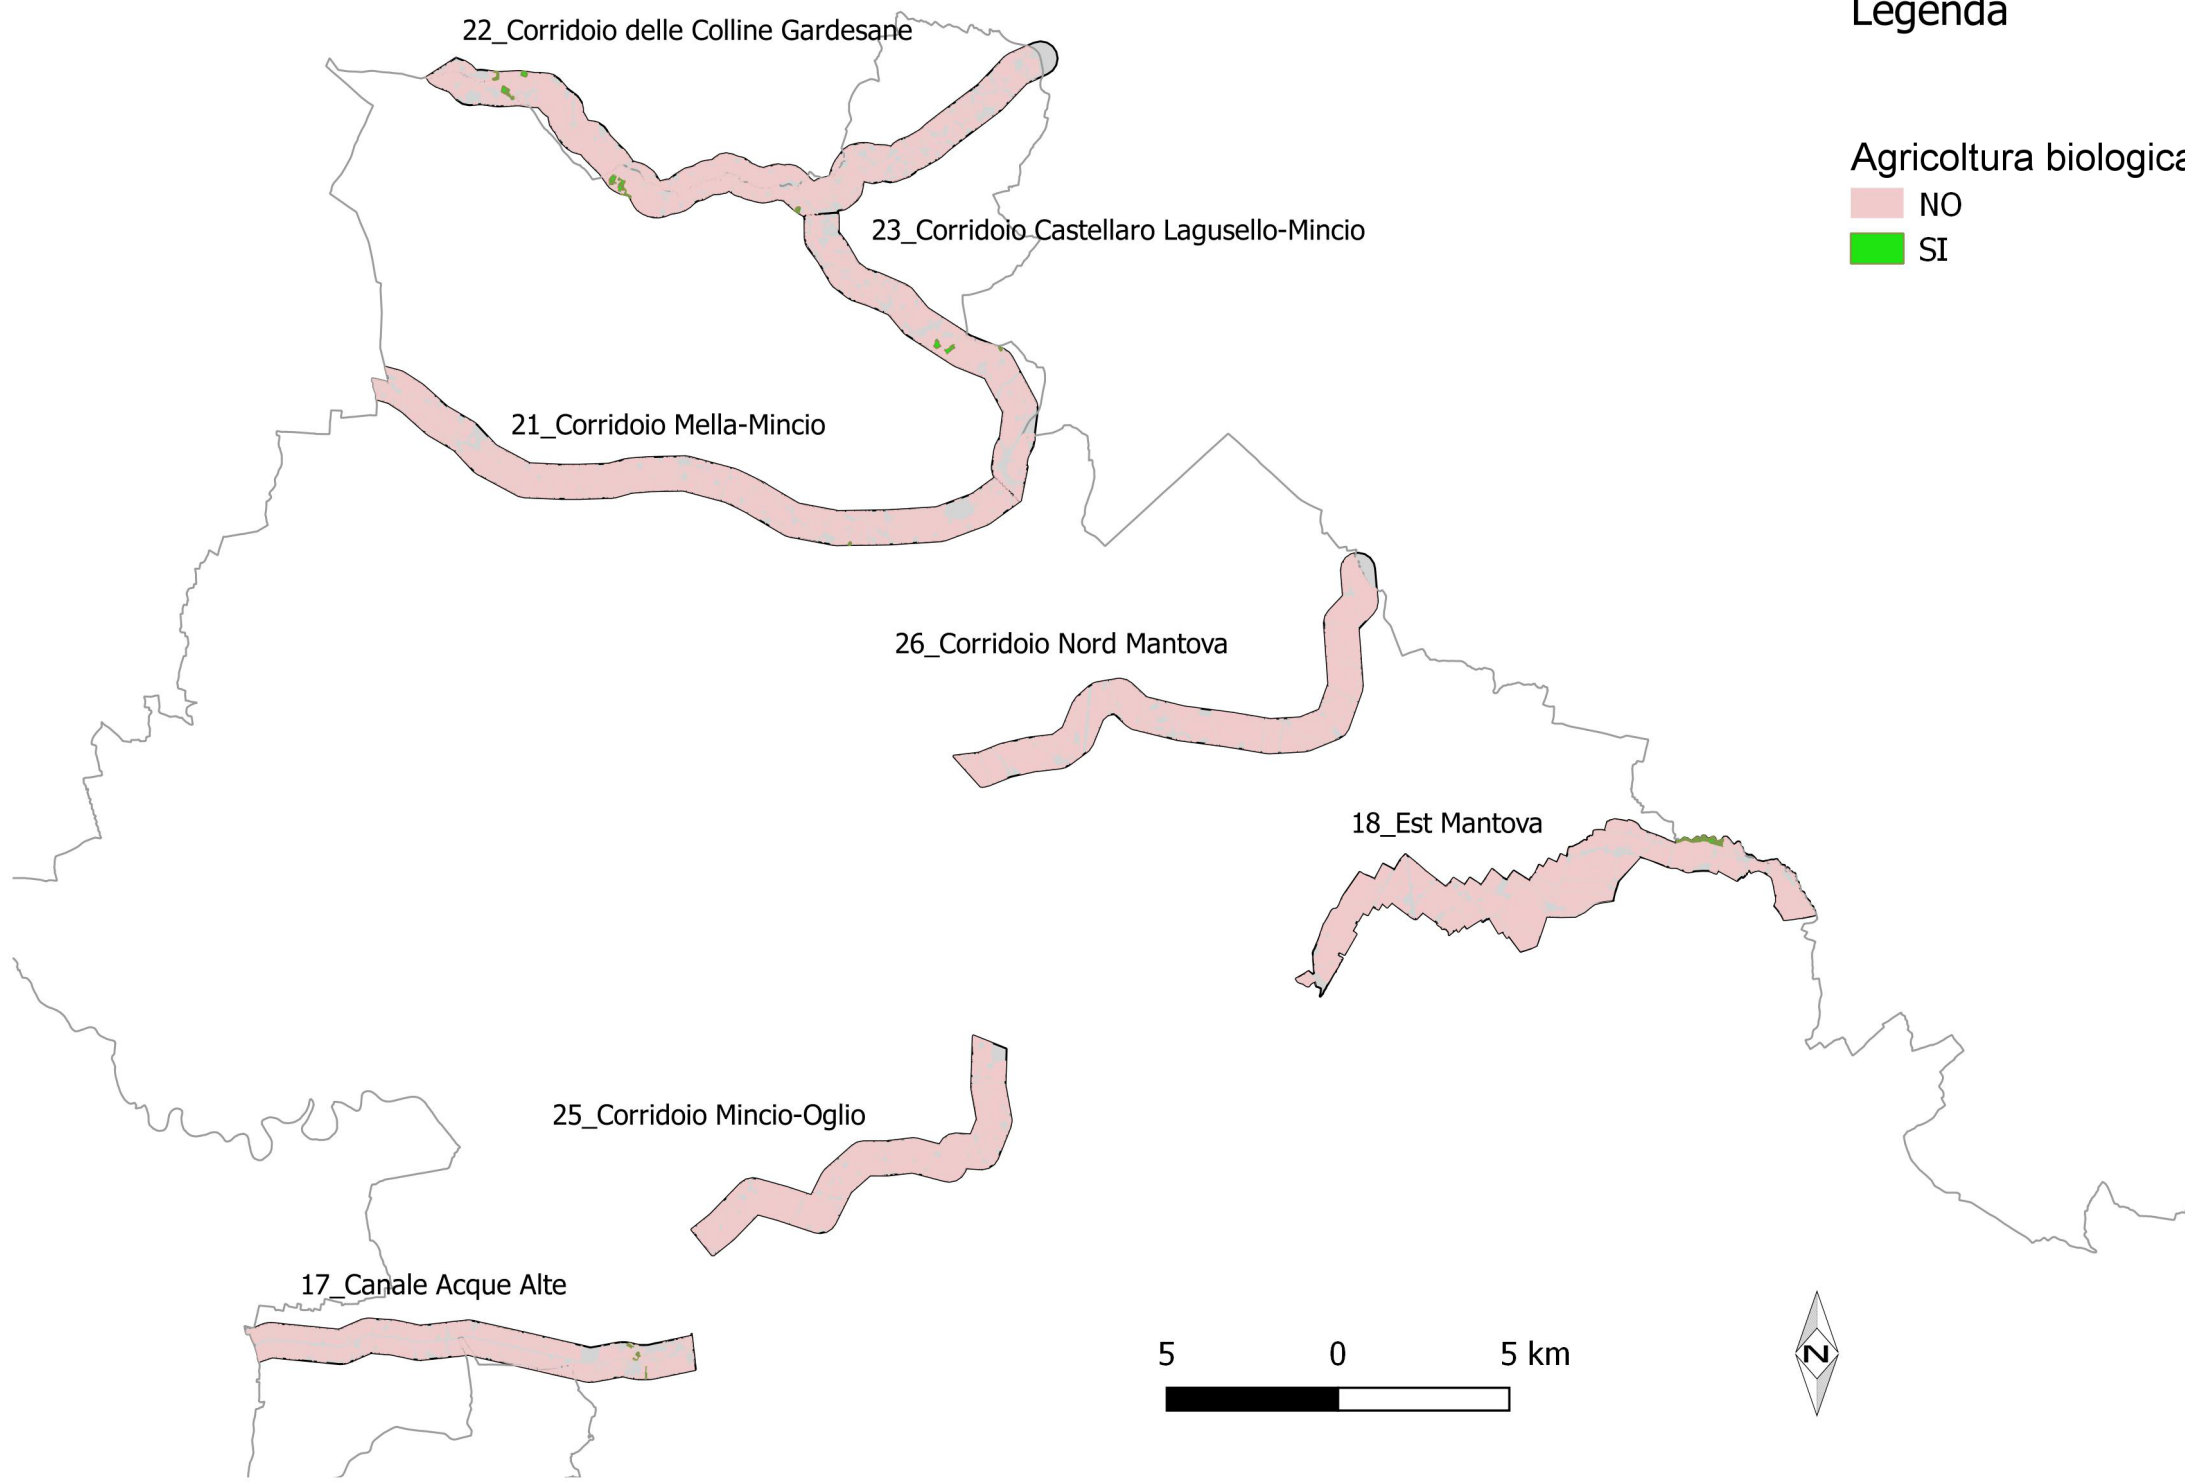 Legenda
22_Corridoio delle Colline Gardesane
Agricoltura biologica
NO
SI
23_Corridoio Castellaro Lagusello-Mincio
21_Corridoio Mella-Mincio
26_Corridoio Nord Mantova
18_Est Mantova
25_Corridoio Mincio-Oglio
17_Canale Acque Alte
5 0 5 km
N